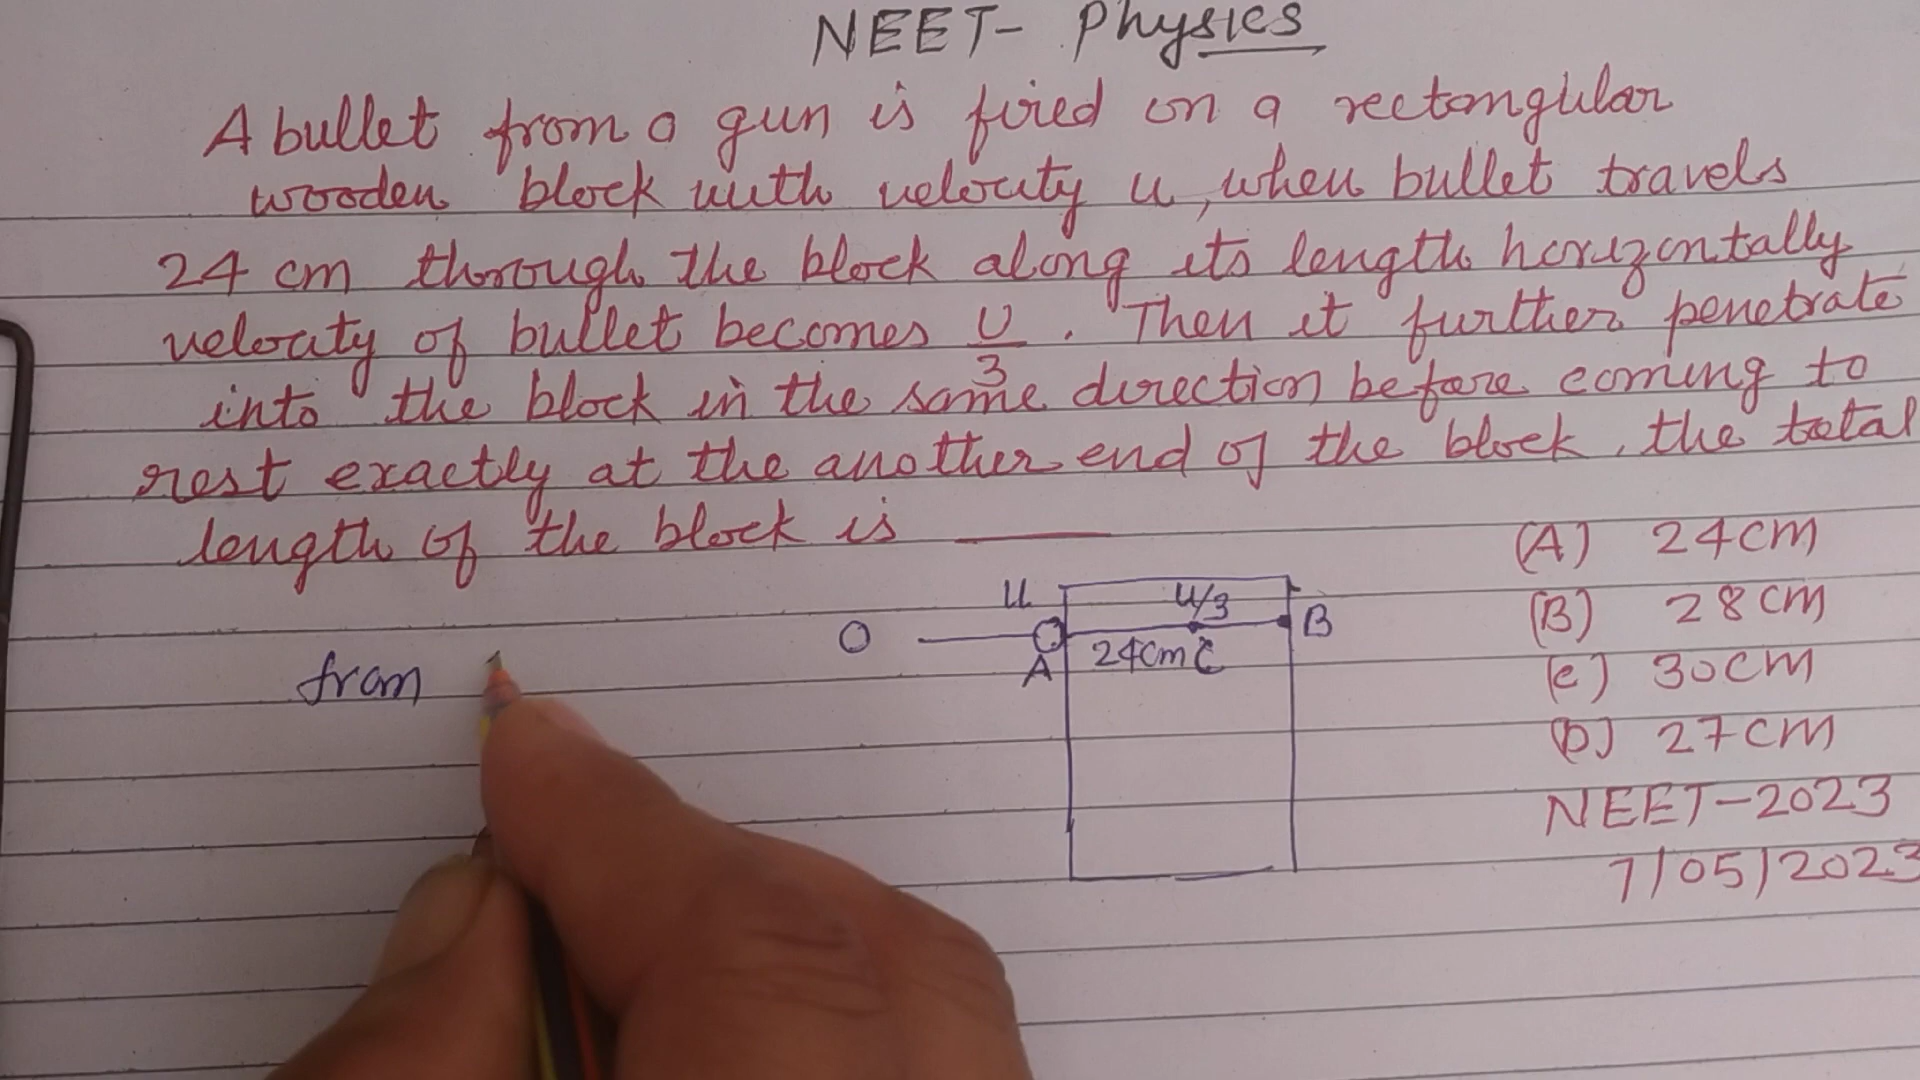 NEET- Physics
A bullet from a gun is fired on a rectangular
wooden block with velocity u, when bullet travels
24 cm through the block along its length horizontally
velocity of bullet becomes U/3. Then it further penetrate
into the block in the same direction before coming to
rest exactly at the another end of the block, the total
length of the block is ____
(A) 24cm
(B) 28cm
(c) 30cm
(D) 27cm
NEET-2023
7/05/2023
u
u/3
O
A
24cm C
B
from